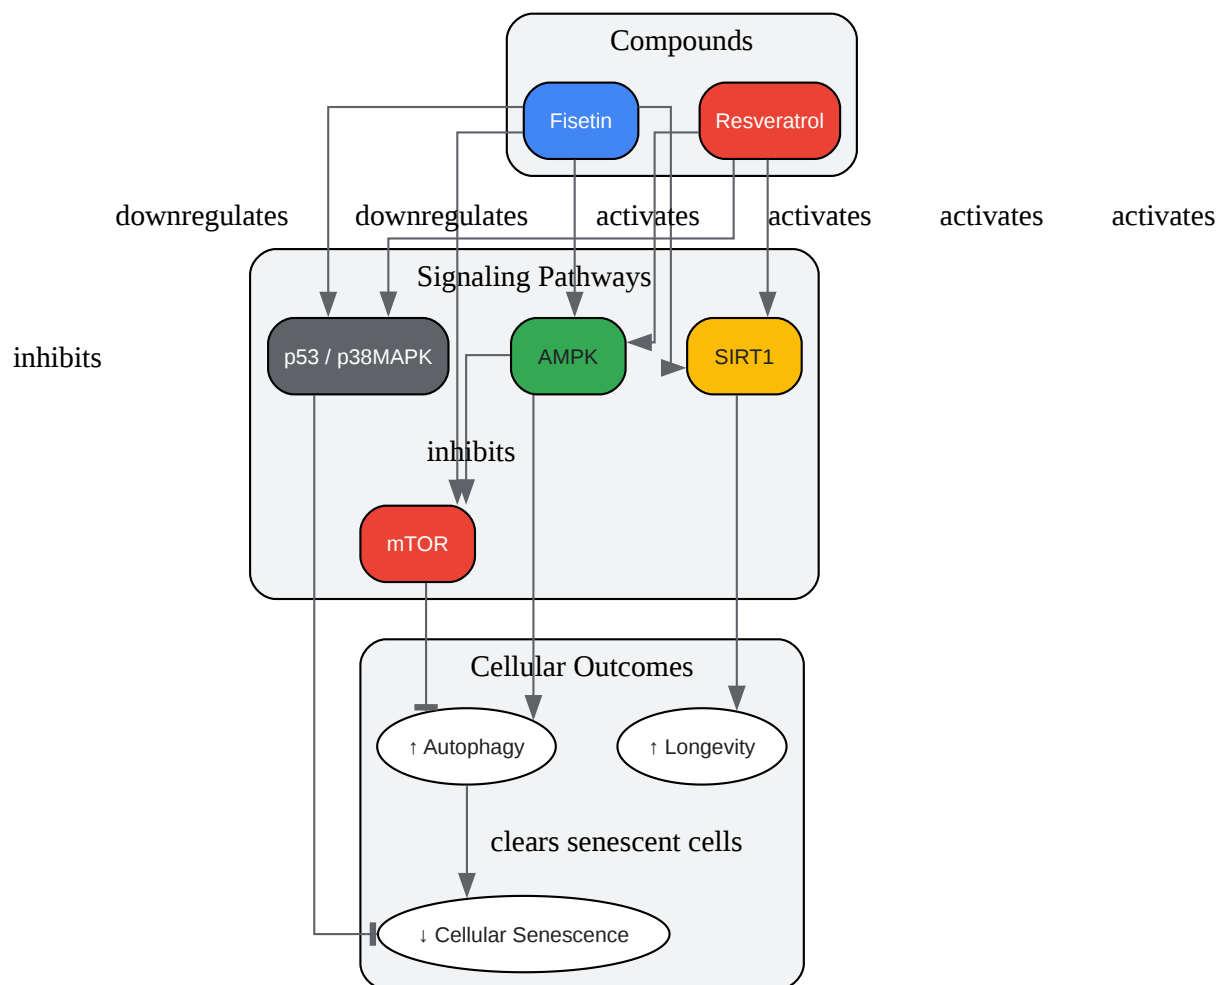 Compounds
Fisetin
Resveratrol
downregulates
downregulates
activates
activates
activates
activates
Signaling Pathways
inhibits
p53 / p38MAPK
AMPK
SIRT1
inhibits
mTOR
Cellular Outcomes
↑ Autophagy
↑ Longevity
clears senescent cells
↓ Cellular Senescence